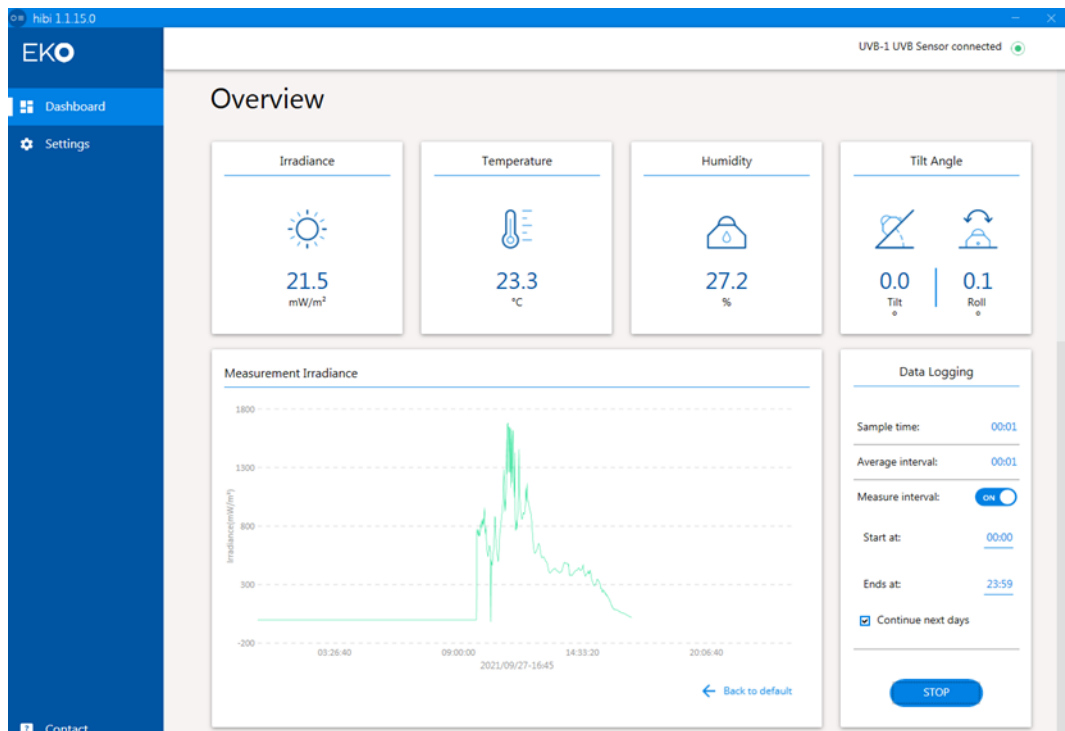 hibi 1.1.15.0
EKO
UVB-1 UVB Sensor connected
Dashboard
Settings
Overview
Irradiance
21.5
mW/m²
Temperature
23.3
°C
Humidity
27.2
%
Tilt Angle
0.0
Tilt
°
0.1
Roll
°
Measurement Irradiance
1800
1300
800
300
-200
Irradiance(mW/m²)
03:26:40
09:00:00
14:33:20
20:06:40
2021/09/27-16:45
Back to default
Data Logging
Sample time: 00:01
Average interval: 00:01
Measure interval: ON
Start at: 00:00
Ends at: 23:59
Continue next days
STOP
? Contact